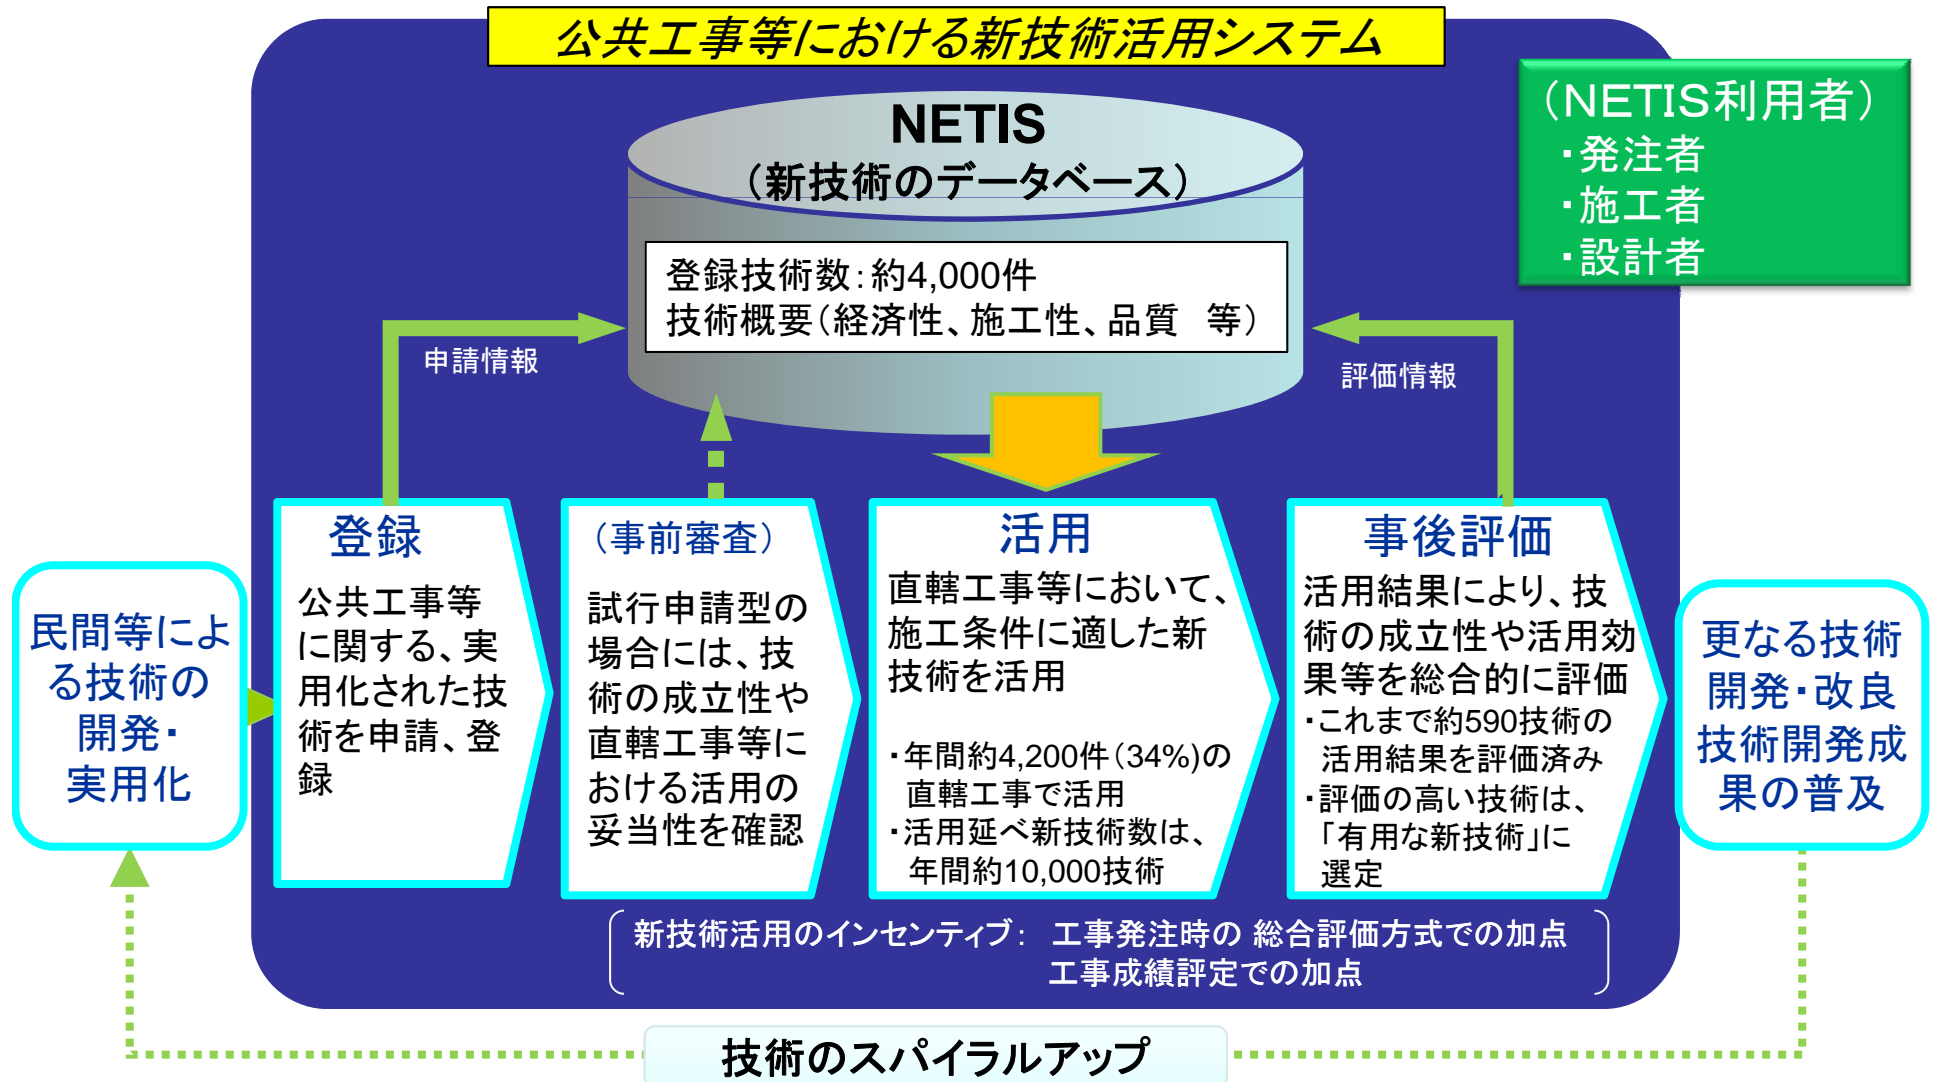 公共工事等における新技術活用システム
NETIS
（新技術のデータベース）
（NETIS利用者）
・発注者
・施工者
・設計者
登録技術数：約4,000件
技術概要（経済性、施工性、品質　等）
申請情報
評価情報
民間等によ
る技術の
開発・
実用化
登録
公共工事等
に関する、実
用化された技
術を申請、登
録
（事前審査）
試行申請型の
場合には、技
術の成立性や
直轄工事等に
おける活用の
妥当性を確認
活用
直轄工事等において、
施工条件に適した新
技術を活用
・年間約4,200件（34%)の
直轄工事で活用
・活用延べ新技術数は、
年間約10,000技術
事後評価
活用結果により、技
術の成立性や活用効
果等を総合的に評価
・これまで約590技術の
活用結果を評価済み
・評価の高い技術は、
「有用な新技術」に
選定
更なる技術
開発・改良
技術開発成
果の普及
新技術活用のインセンティブ：　工事発注時の 総合評価方式での加点
工事成績評定での加点
技術のスパイラルアップ